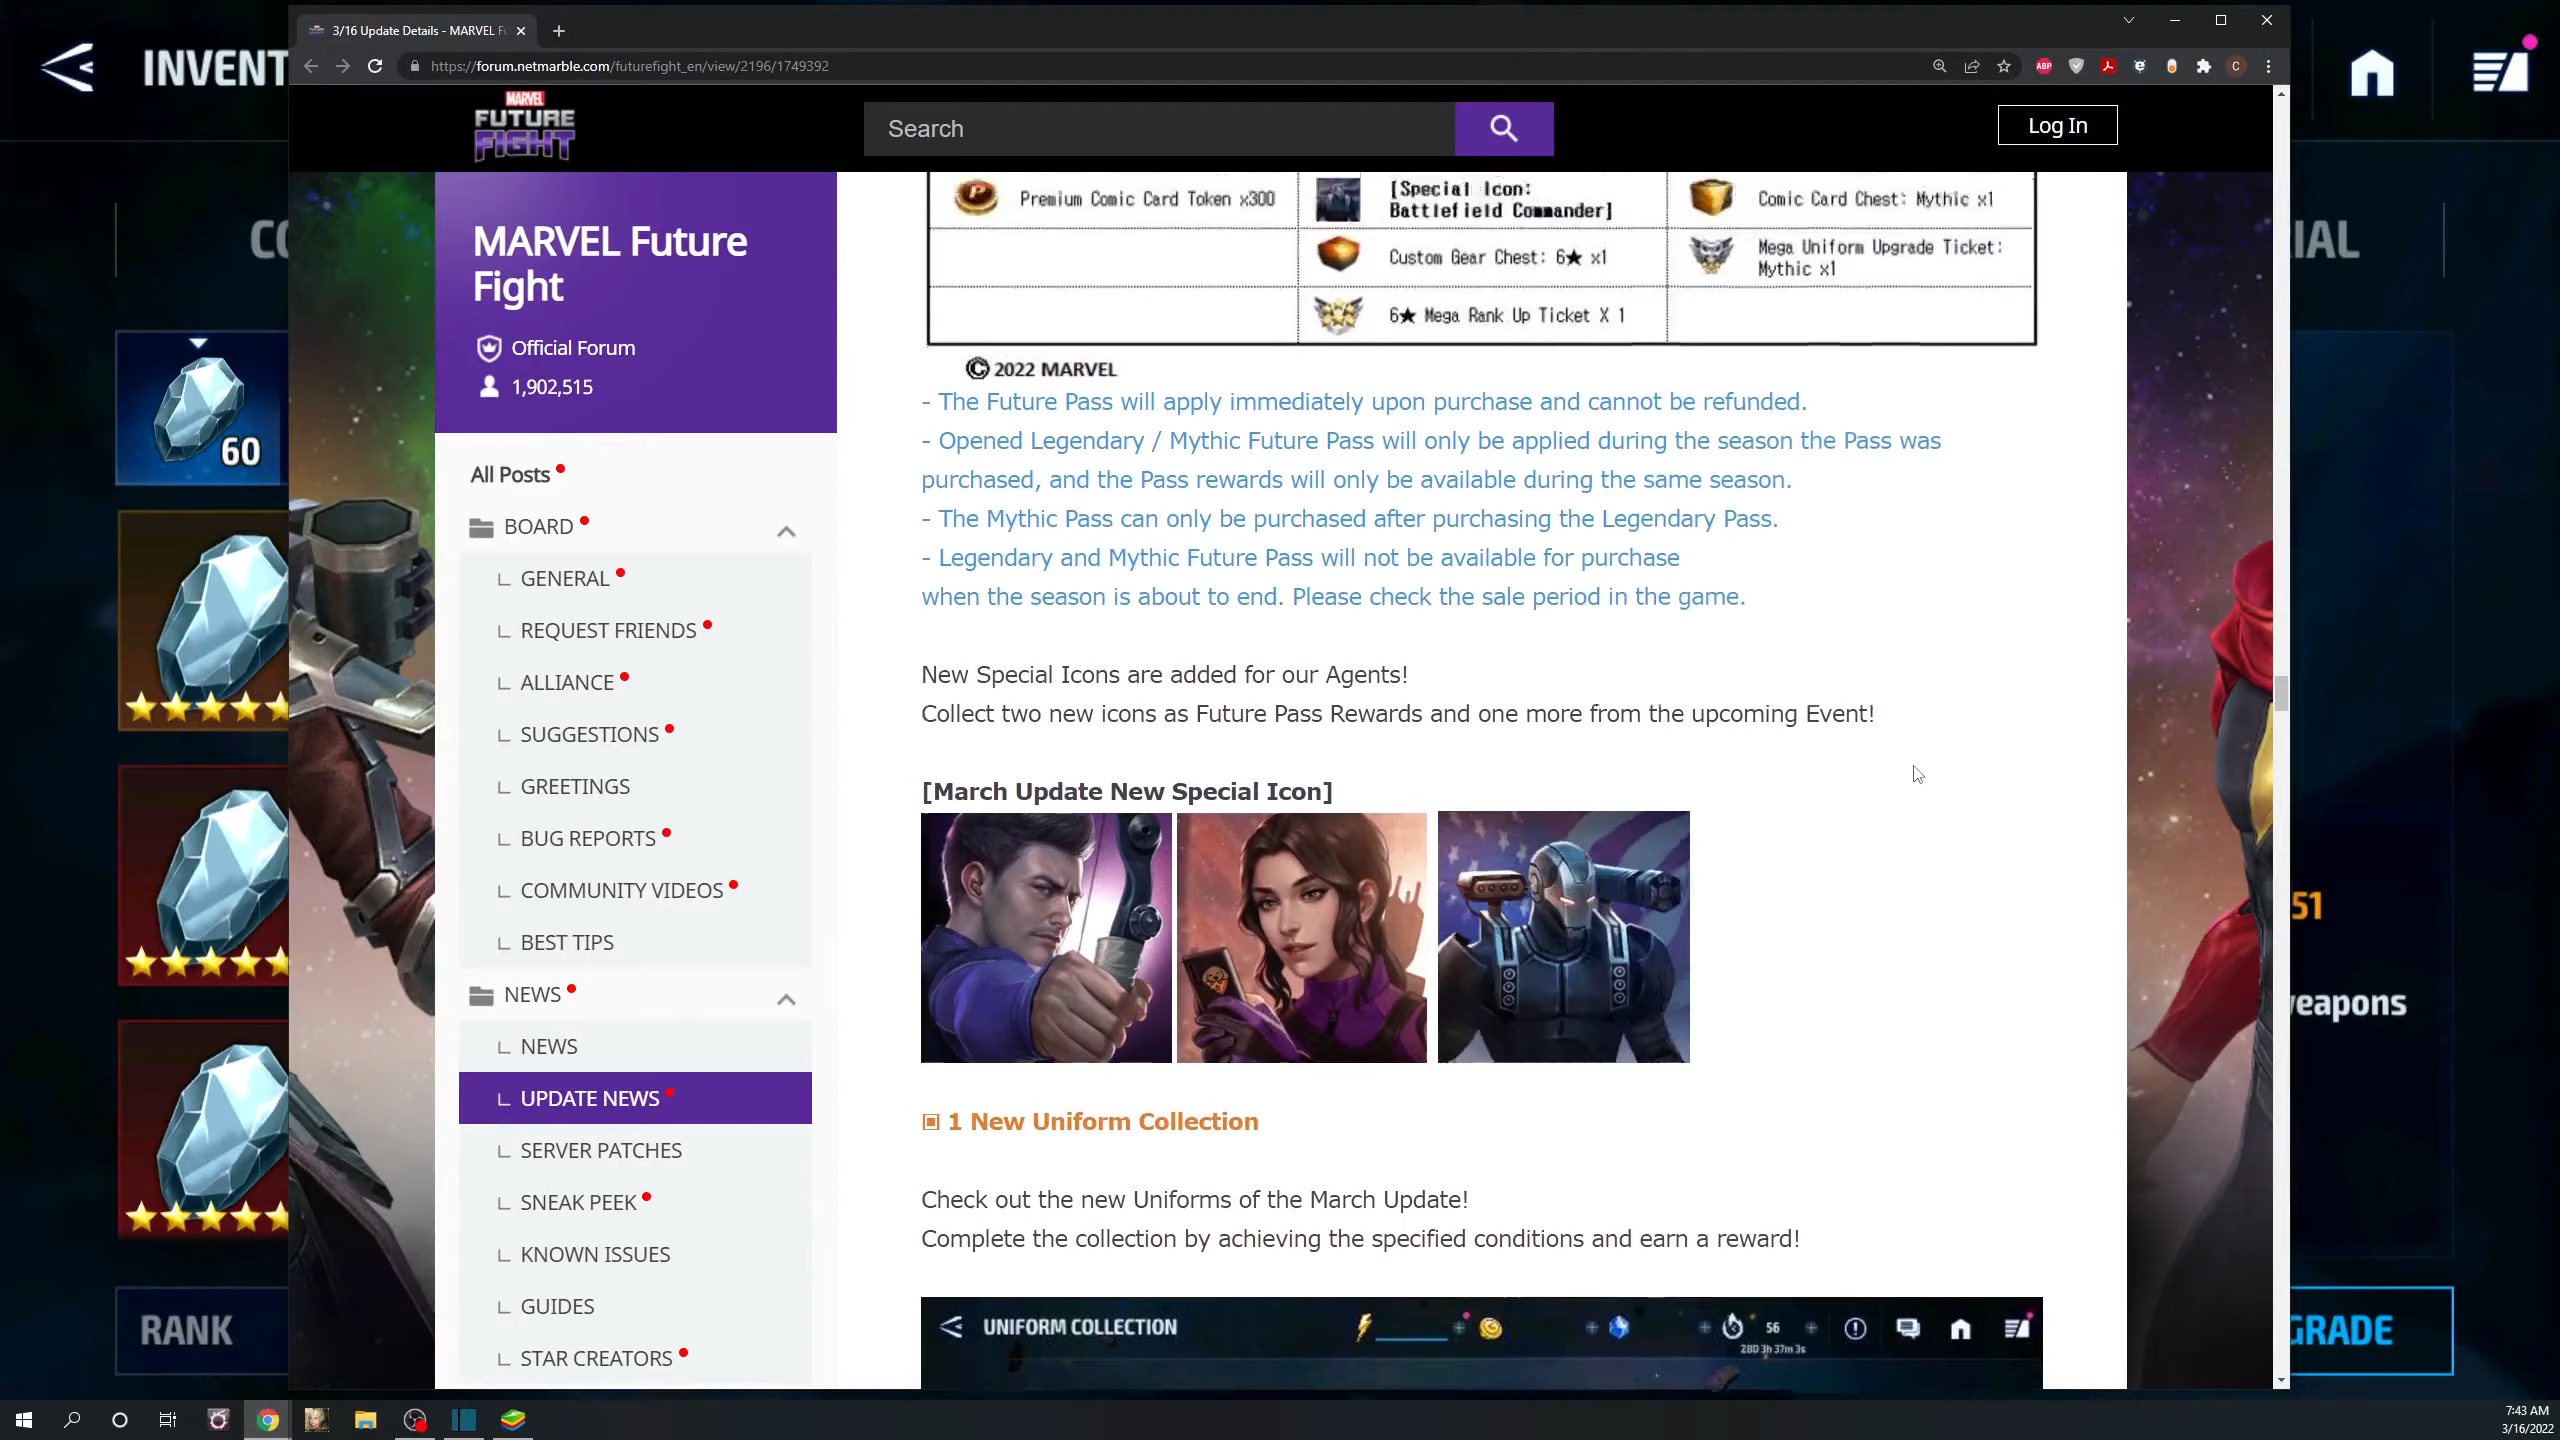 3/16 Update Details - MARVEL F
https://forum.netmarble.com/futurefight_en/view/2196/1749392
ABP
C
INVENT
MARVEL
FUTURE
FIGHT
Search
Log In
CO
IAL
MARVEL Future
Fight
Official Forum
1,902,515
60
All Posts
BOARD
GENERAL
REQUEST FRIENDS
ALLIANCE
SUGGESTIONS
GREETINGS
BUG REPORTS
COMMUNITY VIDEOS
BEST TIPS
NEWS
NEWS
UPDATE NEWS
SERVER PATCHES
SNEAK PEEK
KNOWN ISSUES
GUIDES
STAR CREATORS
P Premium Comic Card Token x300
[Special Icon:
Battlefield Commander]
Comic Card Chest: Mythic x1
Custom Gear Chest: 6★ x1
Mega Uniform Upgrade Ticket:
Mythic x1
6★ Mega Rank Up Ticket X 1
© 2022 MARVEL
- The Future Pass will apply immediately upon purchase and cannot be refunded.
- Opened Legendary / Mythic Future Pass will only be applied during the season the Pass was
purchased, and the Pass rewards will only be available during the same season.
- The Mythic Pass can only be purchased after purchasing the Legendary Pass.
- Legendary and Mythic Future Pass will not be available for purchase
when the season is about to end. Please check the sale period in the game.
New Special Icons are added for our Agents!
Collect two new icons as Future Pass Rewards and one more from the upcoming Event!
[March Update New Special Icon]
▣ 1 New Uniform Collection
Check out the new Uniforms of the March Update!
Complete the collection by achieving the specified conditions and earn a reward!
UNIFORM COLLECTION
56
28D 3h 37m 3s
51
eapons
RANK
GRADE
7:43 AM
3/16/2022